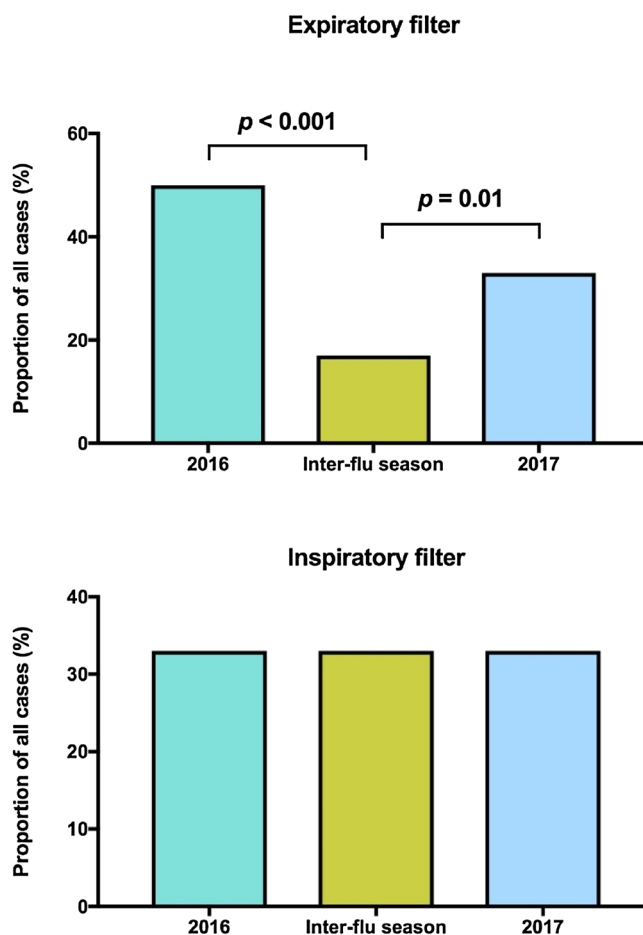 Expiratory filter
p < 0.001
p = 0.01
Proportion of all cases (%)
60
40
20
0
2016 Inter-flu season 2017
Inspiratory filter
Proportion of all cases (%)
40
30
20
10
0
2016 Inter-flu season 2017